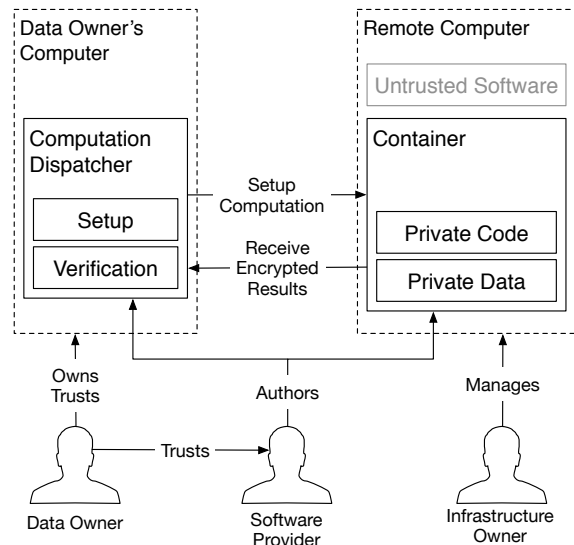 Data Owner's
Computer
Computation
Dispatcher
Setup
Verification
Setup
Computation
Receive
Encrypted
Results
Remote Computer
Untrusted Software
Container
Private Code
Private Data
Owns
Trusts
Authors
Manages
Trusts
Data Owner
Software
Provider
Infrastructure
Owner